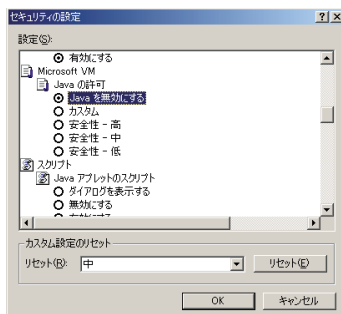 セキュリティの設定
設定(S):
有効にする
Microsoft VM
Java の許可
Java を無効にする
カスタム
安全性 - 高
安全性 - 中
安全性 - 低
スクリプト
Java アプレットのスクリプト
ダイアログを表示する
無効にする
有効にする
カスタム設定のリセット
リセット(R):
中
リセット(E)
OK
キャンセル